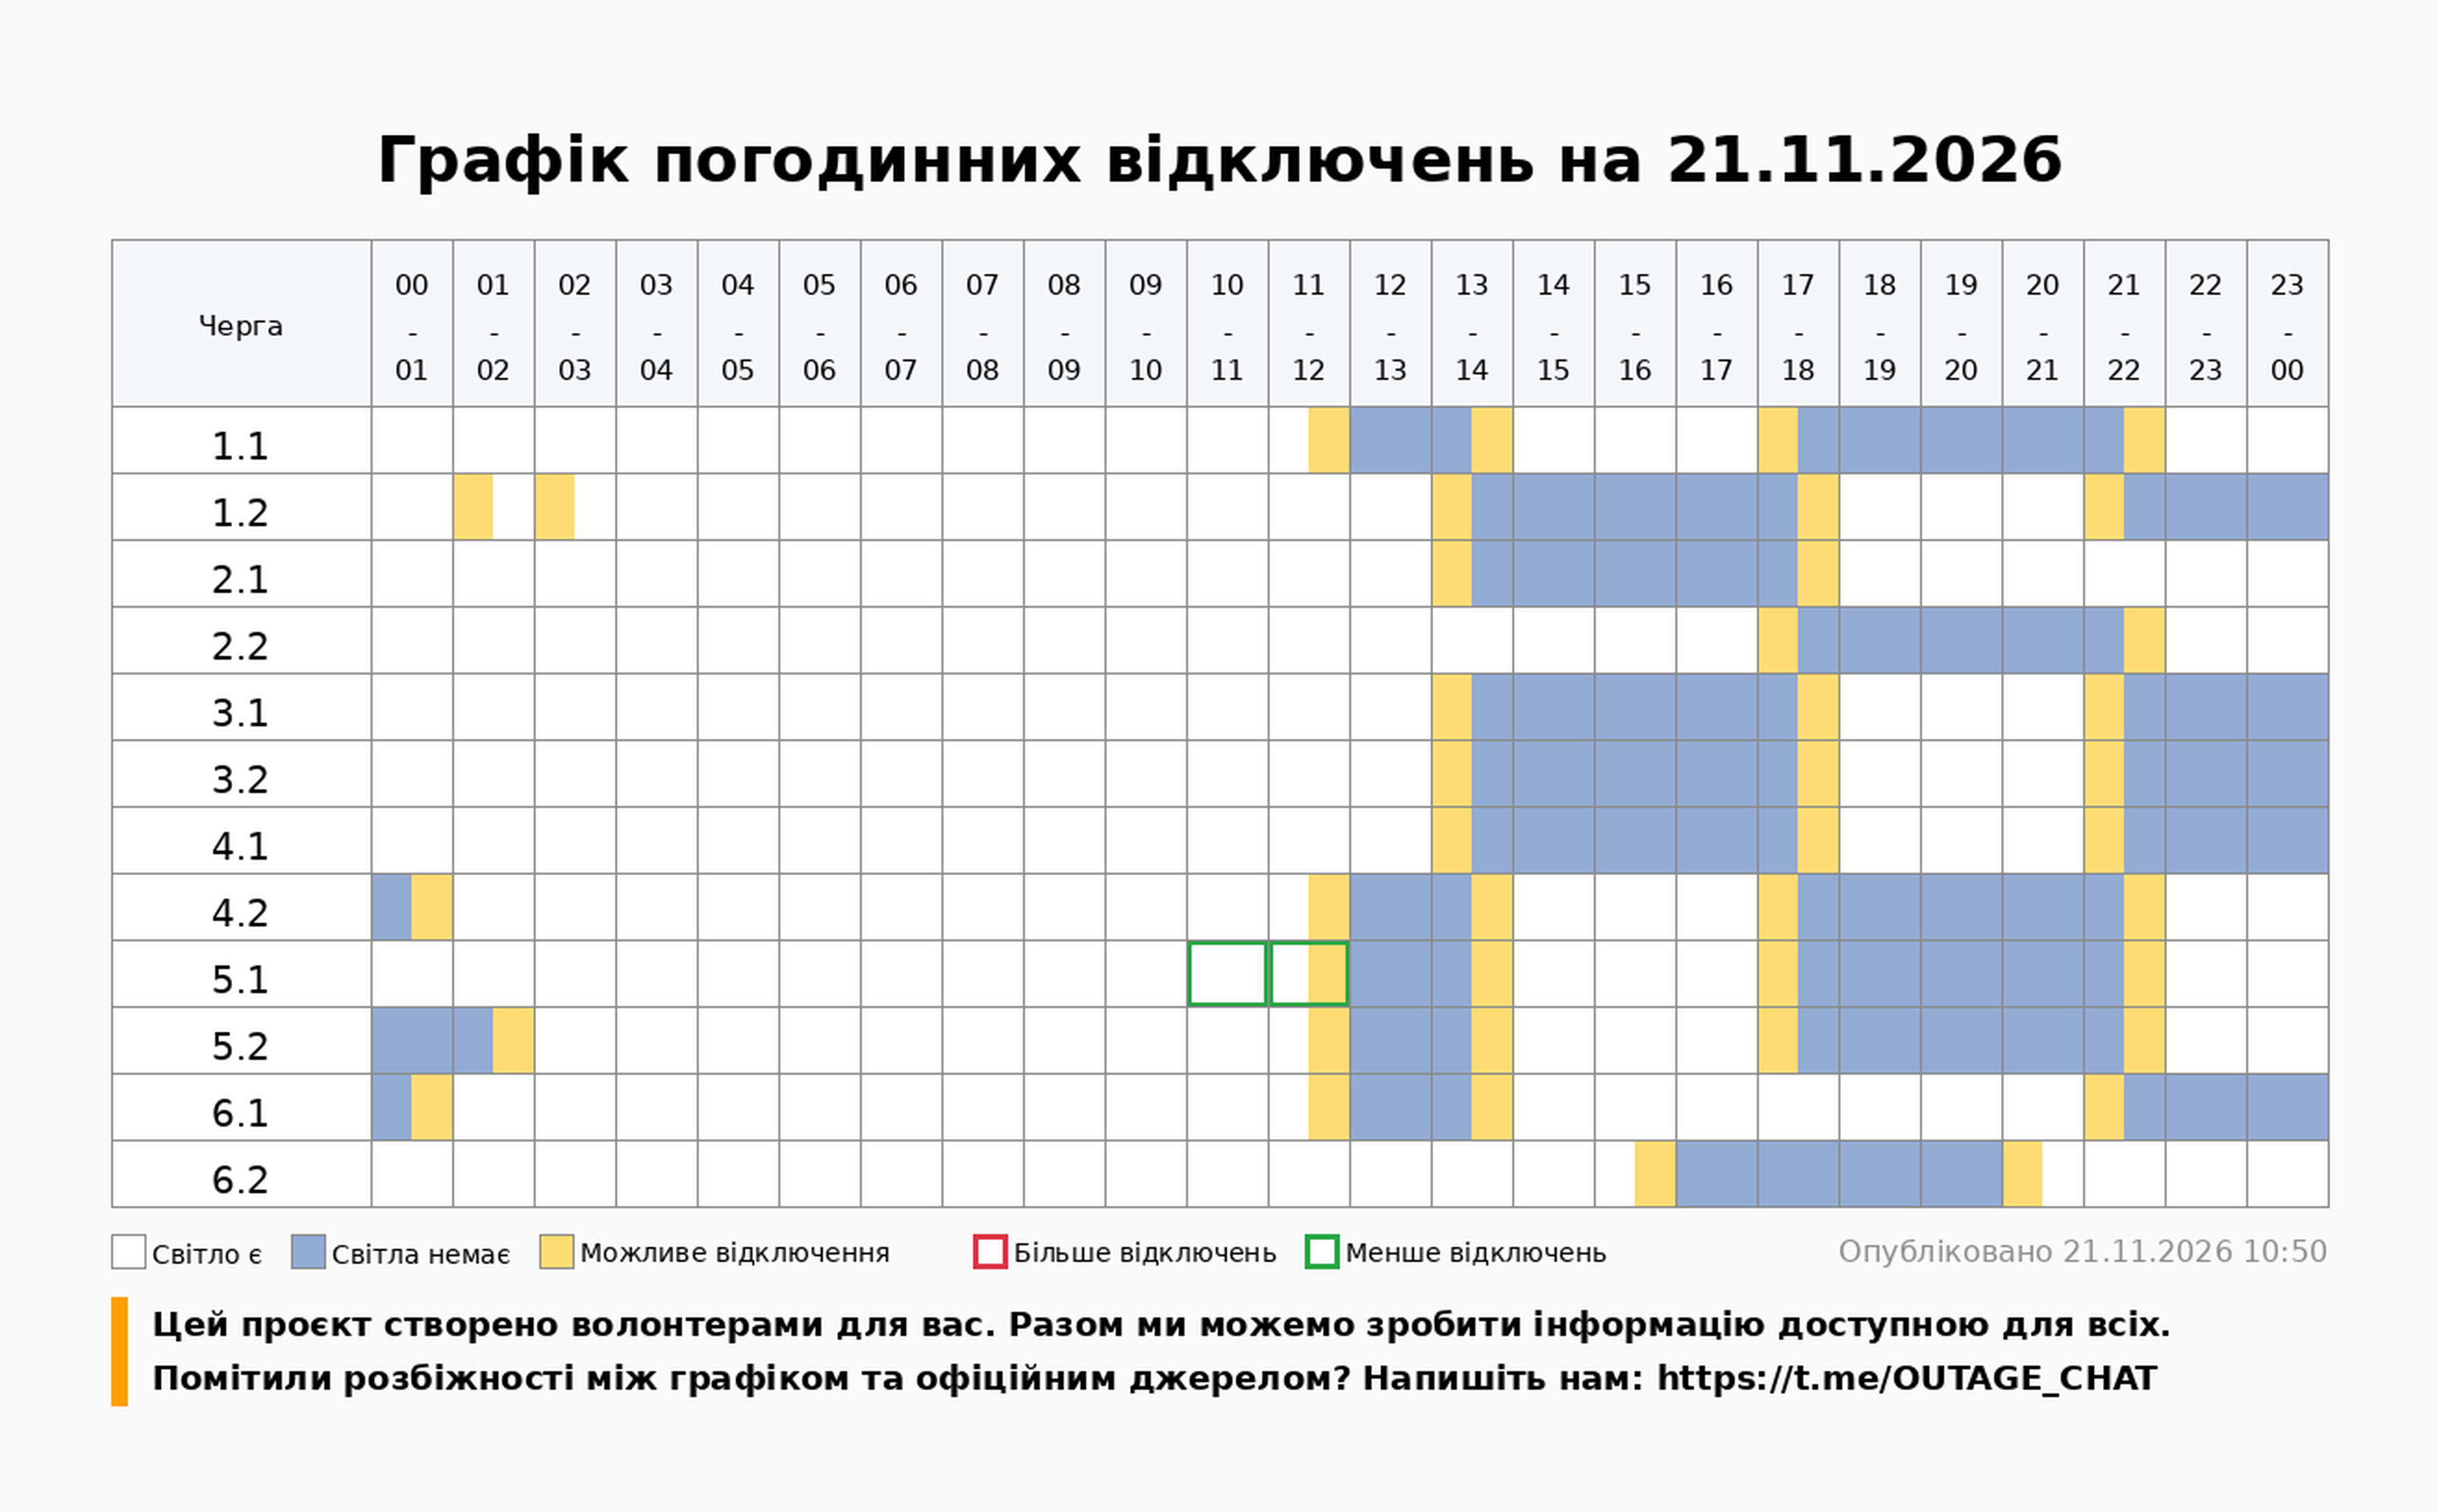 Графік погодинних відключень на 21.11.2026
Черга 00 - 01 01 - 02 02 - 03 03 - 04 04 - 05 05 - 06 06 - 07 07 - 08 08 - 09 09 - 10 10 - 11 11 - 12 12 - 13 13 - 14 14 - 15 15 - 16 16 - 17 17 - 18 18 - 19 19 - 20 20 - 21 21 - 22 22 - 23 23 - 00
1.1
1.2
2.1
2.2
3.1
3.2
4.1
4.2
5.1
5.2
6.1
6.2
Світло є Світла немає Можливе відключення Більше відключень Менше відключень Опубліковано 21.11.2026 10:50
Цей проєкт створено волонтерами для вас. Разом ми можемо зробити інформацію доступною для всіх.
Помітили розбіжності між графіком та офіційним джерелом? Напишіть нам: https://t.me/OUTAGE_CHAT